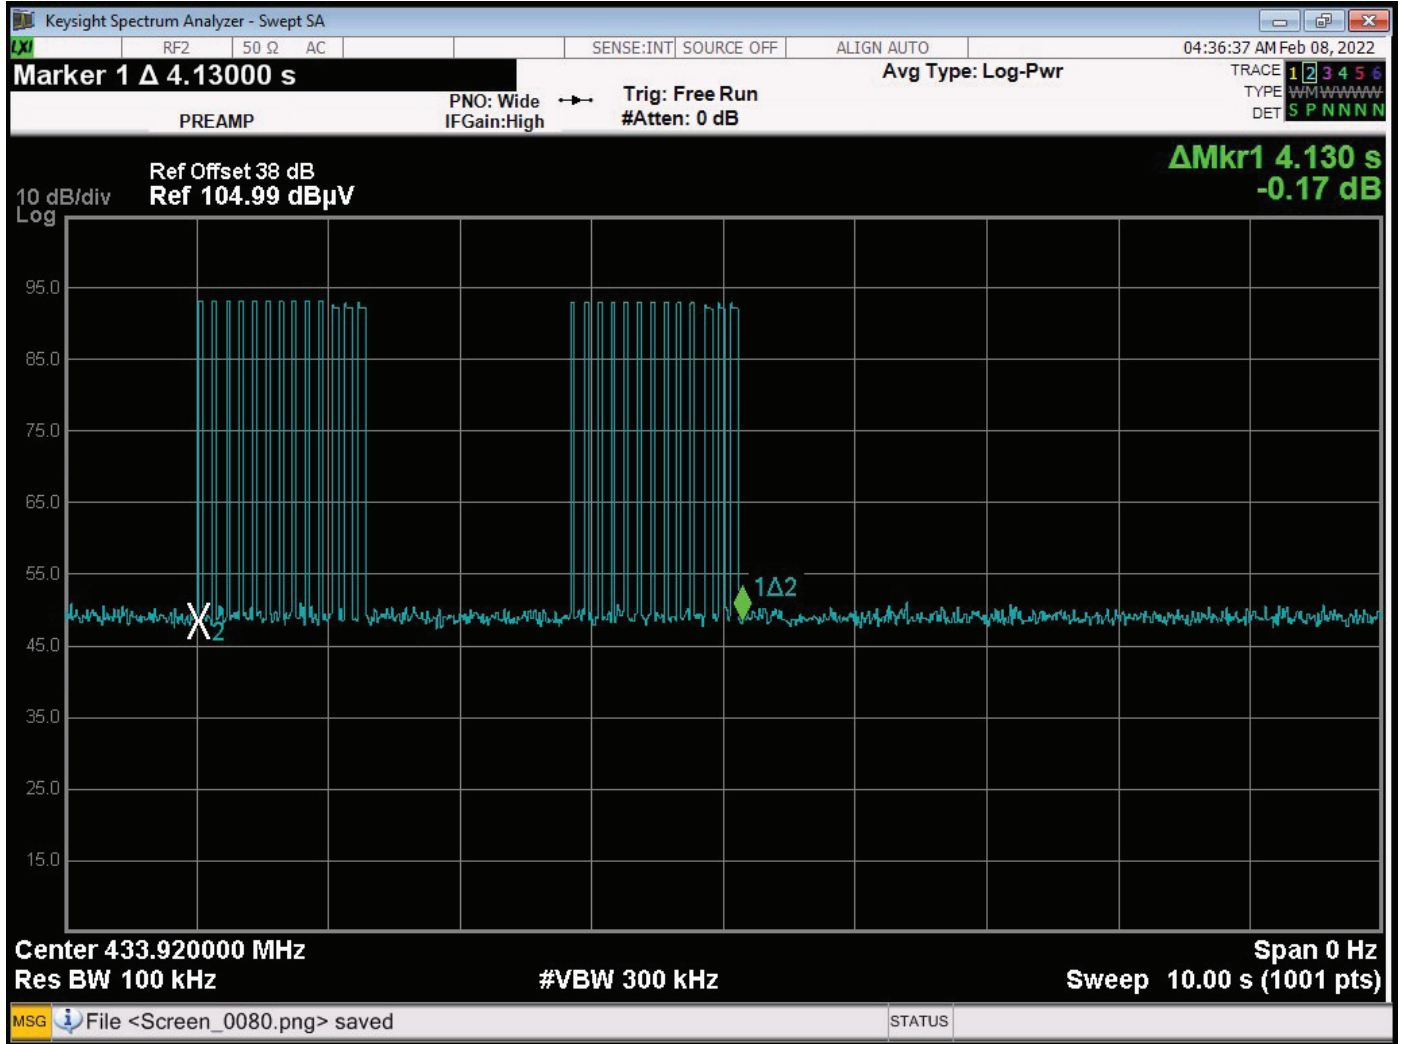 Keysight Spectrum Analyzer - Swept SA
LXI RF2 50 Ω AC SENSE:INT SOURCE OFF ALIGN AUTO 04:36:37 AM Feb 08, 2022
Marker 1 Δ 4.13000 s
PREAMP
PNO: Wide
IFGain:High
Trig: Free Run
#Atten: 0 dB
Avg Type: Log-Pwr
TRACE 1 2 3 4 5 6
TYPE WMWWWW
DET S P N N N N
ΔMkr1 4.130 s
-0.17 dB
Ref Offset 38 dB
10 dB/div Ref 104.99 dBµV
Log
95.0
85.0
75.0
65.0
55.0
1Δ2
2
45.0
35.0
25.0
15.0
Center 433.920000 MHz Span 0 Hz
Res BW 100 kHz #VBW 300 kHz Sweep 10.00 s (1001 pts)
MSG File <Screen_0080.png> saved STATUS